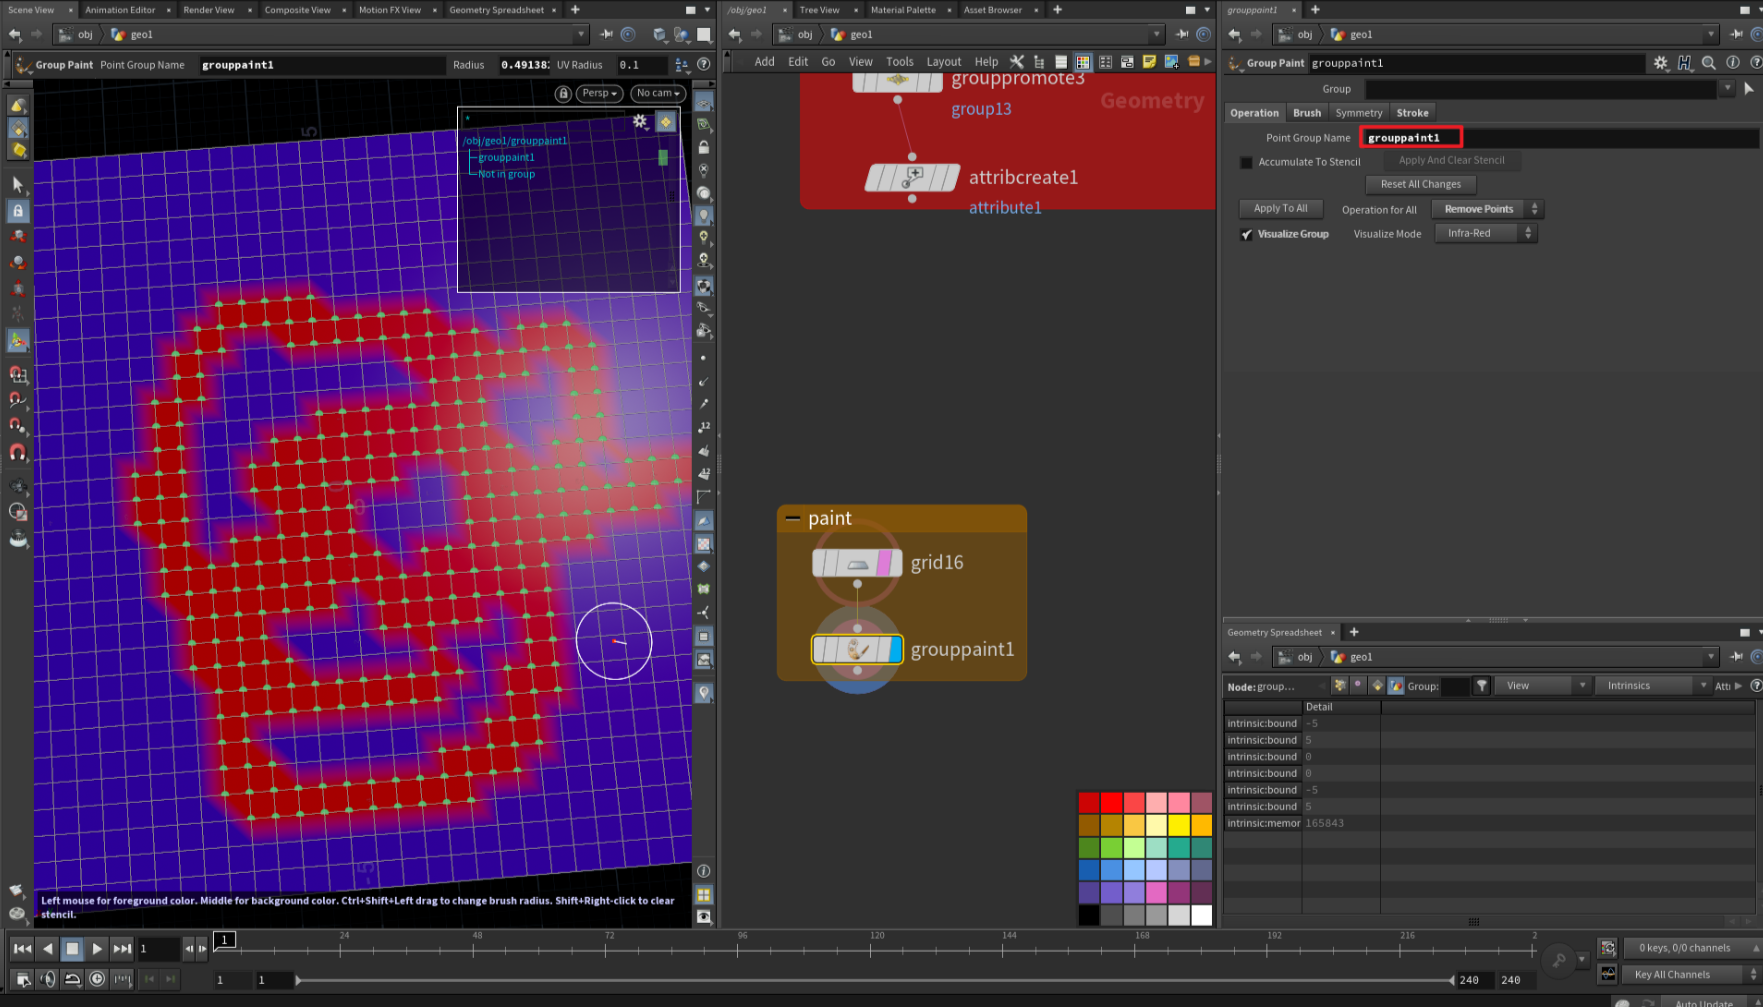 Scene View × Animation Editor × Render View × Composite View × Motion FX View × Geometry Spreadsheet × +
obj geo1
Group Paint Point Group Name grouppaint1 Radius 0.49138 UV Radius 0.1
Persp No cam
*
/obj/geo1/grouppaint1
grouppaint1
Not in group
Left mouse for foreground color. Middle for background color. Ctrl+Shift+Left drag to change brush radius. Shift+Right-click to clear
stencil.
/obj/geo1 × Tree View × Material Palette × Asset Browser × +
obj geo1
Add Edit Go View Tools Layout Help
grouppromote3
group13
Geometry
attribcreate1
attribute1
paint
grid16
grouppaint1
grouppaint1 × +
obj geo1
Group Paint grouppaint1
Group
Operation Brush Symmetry Stroke
Point Group Name grouppaint1
Accumulate To Stencil Apply And Clear Stencil
Reset All Changes
Apply To All Operation for All Remove Points
Visualize Group Visualize Mode Infra-Red
Geometry Spreadsheet × +
obj geo1
Node: group... Group: View Intrinsics Attri
Detail
intrinsic:bound -5
intrinsic:bound 5
intrinsic:bound 0
intrinsic:bound 0
intrinsic:bound -5
intrinsic:bound 5
intrinsic:memor 165843
1 1 24 48 72 96 120 144 168 192 216 2
0 keys, 0/0 channels
1 1 240 240
Key All Channels
Auto Update